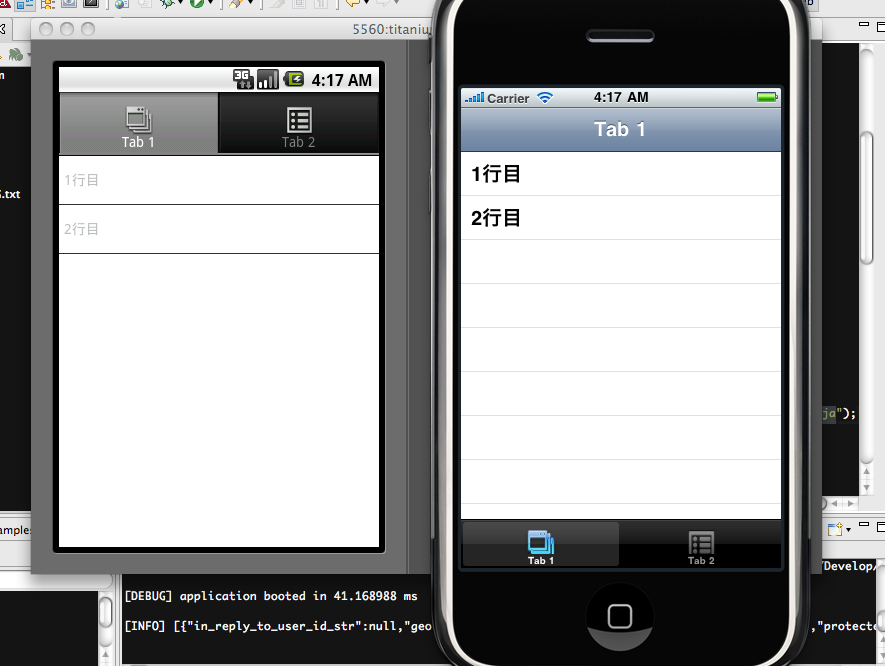 5560:titaniu
3G 4:17 AM
Tab 1
Tab 2
1行目
2行目
Carrier
4:17 AM
Tab 1
1行目
2行目
Tab 1
Tab 2
.txt
ja");
/Develop/
[DEBUG] application booted in 41.168988 ms
[INFO] [{"in_reply_to_user_id_str":null,"geo
,"protecte